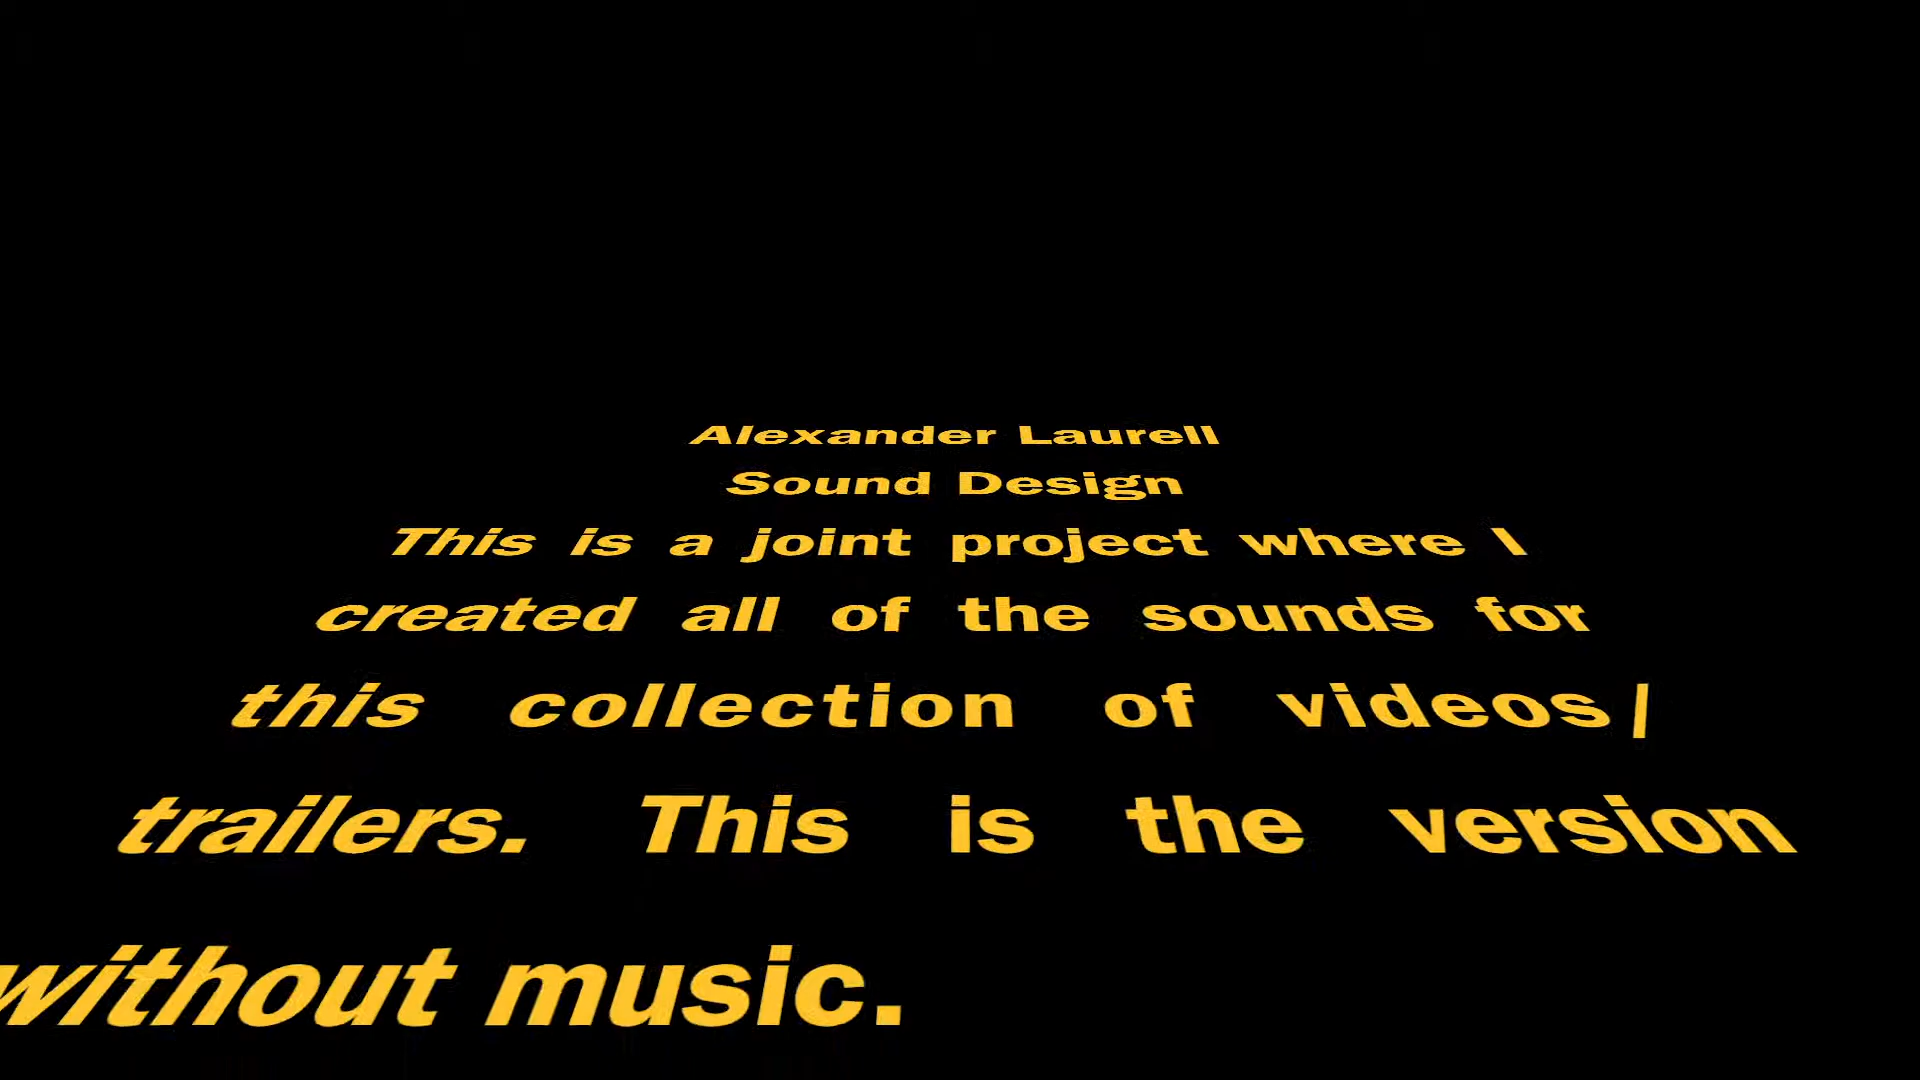 Alexander Laurell
Sound Design
This is a joint project where I
created all of the sounds for
this collection of videos/
trailers. This is the version
without music.